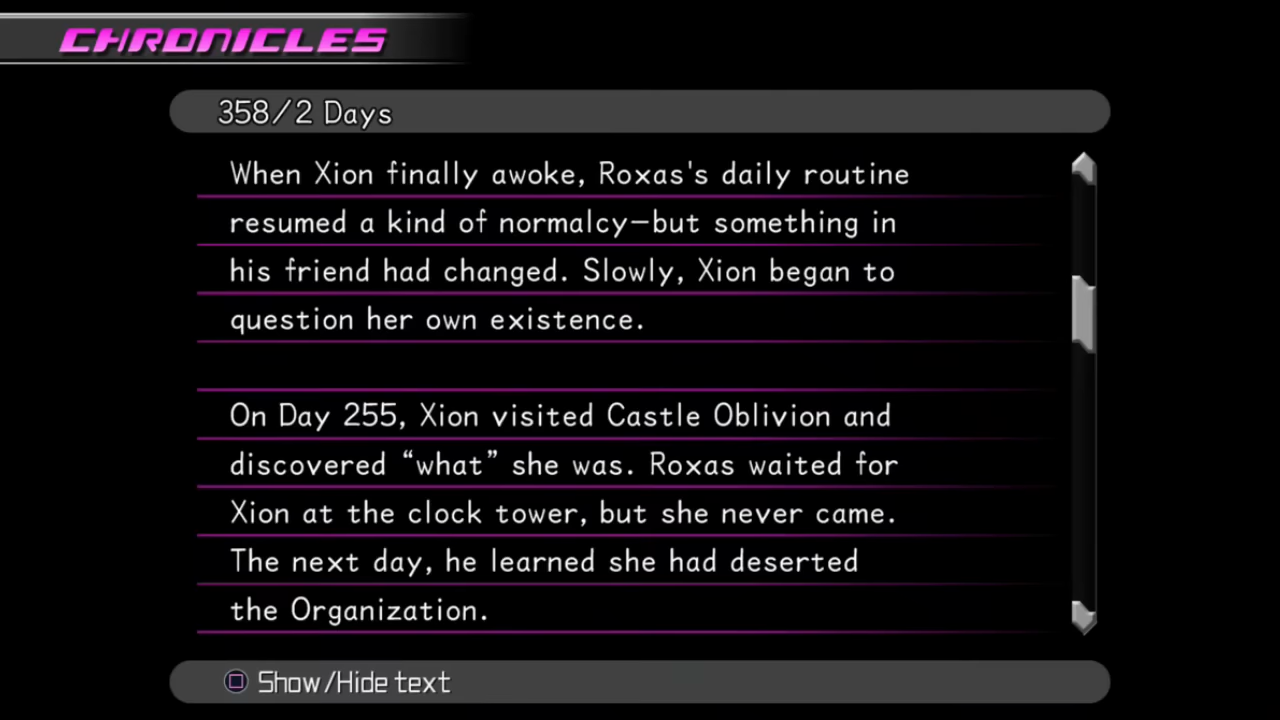 CHRONICLES
358/2 Days
When Xion finally awoke, Roxas's daily routine
resumed a kind of normalcy—but something in
his friend had changed. Slowly, Xion began to
question her own existence.
On Day 255, Xion visited Castle Oblivion and
discovered “what” she was. Roxas waited for
Xion at the clock tower, but she never came.
The next day, he learned she had deserted
the Organization.
Show/Hide text